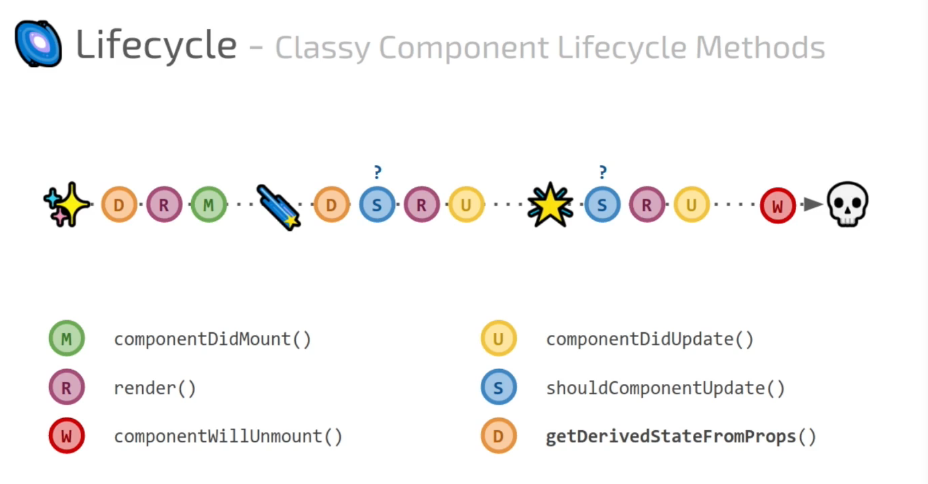 Lifecycle - Classy Component Lifecycle Methods
? ?
D R M D S R U S R U W
M componentDidMount() U componentDidUpdate()
R render() S shouldComponentUpdate()
W componentWillUnmount() D getDerivedStateFromProps()